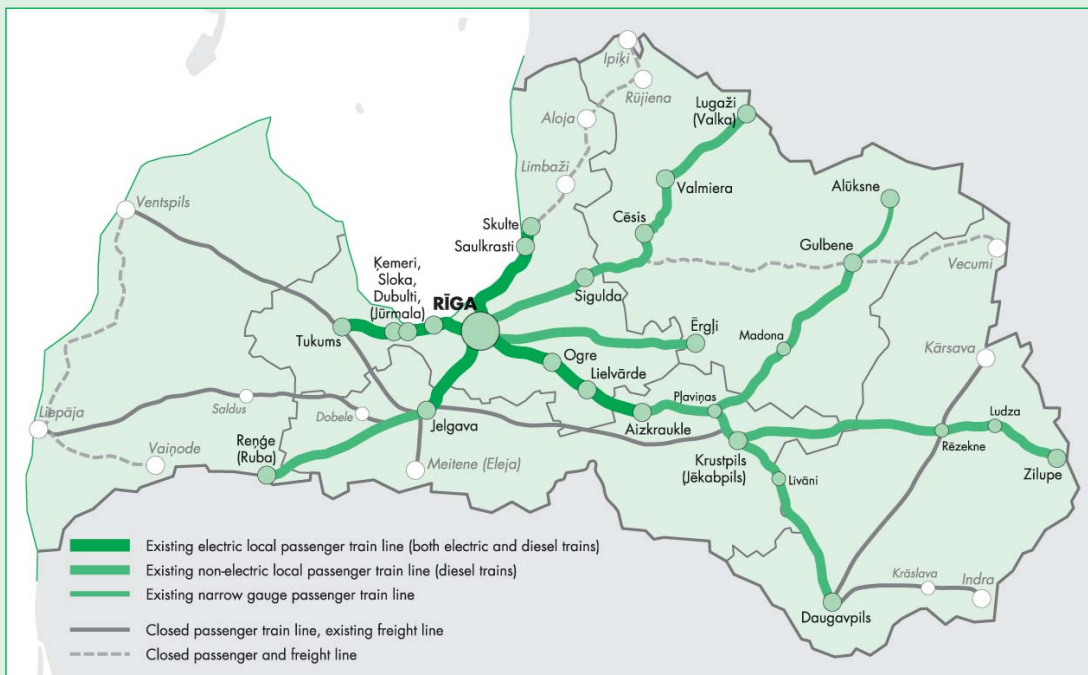 Ipiķi
Rūjiena
Lugaži
(Valka)
Aloja
Limbaži
Valmiera
Alūksne
Ventspils
Skulte
Cēsis
Saulkrasti
Gulbene
Vecumi
Ķemeri,
Sloka,
Dubulti,
(Jūrmala)
RĪGA
Sigulda
Tukums
Ērgļi
Madona
Kārsava
Ogre
Lielvārde
Liepāja
Saldus
Dobele
Jelgava
Pļaviņas
Aizkraukle
Ludza
Rēzekne
Vaiņode
Reņģe
(Ruba)
Meitene (Eleja)
Krustpils
(Jēkabpils)
Līvāni
Zilupe
Krāslava
Indra
Daugavpils
Existing electric local passenger train line (both electric and diesel trains)
Existing non-electric local passenger train line (diesel trains)
Existing narrow gauge passenger train line
Closed passenger train line, existing freight line
Closed passenger and freight line